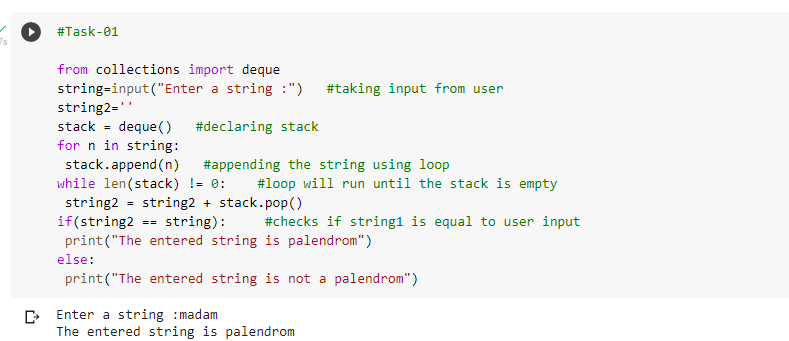 #Task-01
from collections import deque
string=input("Enter a string :")   #taking input from user
string2=''
stack = deque()   #declaring stack
for n in string:
 stack.append(n)   #appending the string using loop
while len(stack) != 0:    #loop will run until the stack is empty
 string2 = string2 + stack.pop()
if(string2 == string):     #checks if string1 is equal to user input
 print("The entered string is palendrom")
else:
 print("The entered string is not a palendrom")
Enter a string :madam
The entered string is palendrom